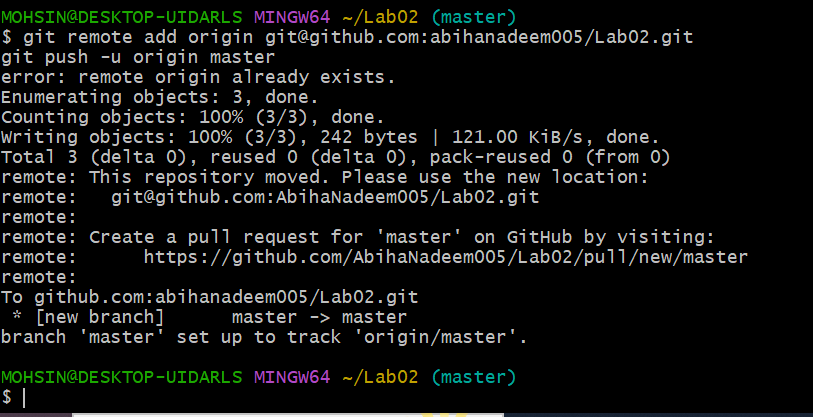 MOHSIN@DESKTOP-UIDARLS MINGW64 ~/Lab02 (master)
$ git remote add origin git@github.com:abihanadeem005/Lab02.git
git push -u origin master
error: remote origin already exists.
Enumerating objects: 3, done.
Counting objects: 100% (3/3), done.
Writing objects: 100% (3/3), 242 bytes | 121.00 KiB/s, done.
Total 3 (delta 0), reused 0 (delta 0), pack-reused 0 (from 0)
remote: This repository moved. Please use the new location:
remote:   git@github.com:AbihaNadeem005/Lab02.git
remote:
remote: Create a pull request for 'master' on GitHub by visiting:
remote:      https://github.com/AbihaNadeem005/Lab02/pull/new/master
remote:
To github.com:abihanadeem005/Lab02.git
 * [new branch]      master -> master
branch 'master' set up to track 'origin/master'.
MOHSIN@DESKTOP-UIDARLS MINGW64 ~/Lab02 (master)
$